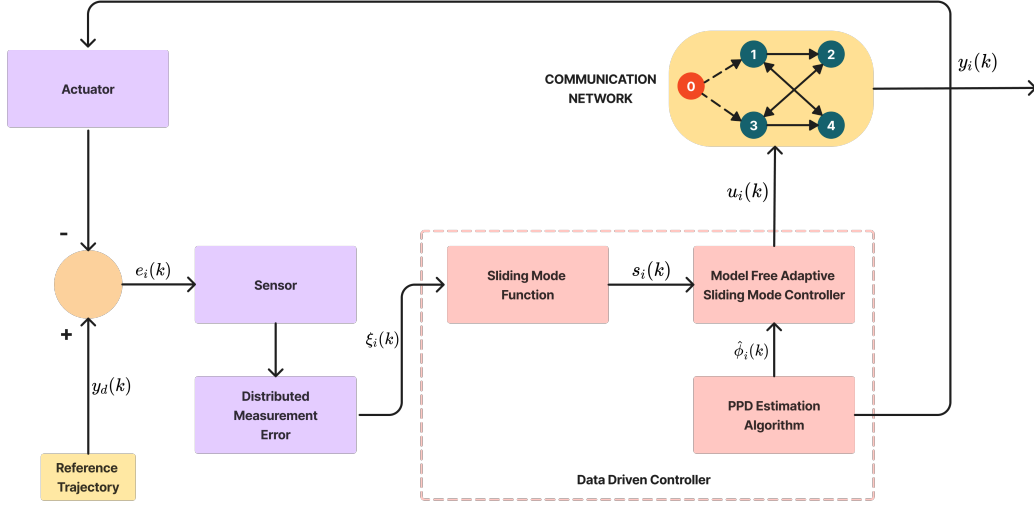 Actuator
COMMUNICATION
NETWORK
0
1
2
3
4
y_i(k)
u_i(k)
-
e_i(k)
+
Sensor
Sliding Mode
Function
s_i(k)
Model Free Adaptive
Sliding Mode Controller
ξ_i(k)
ϕ̂_i(k)
y_d(k)
Distributed
Measurement
Error
PPD Estimation
Algorithm
Reference
Trajectory
Data Driven Controller